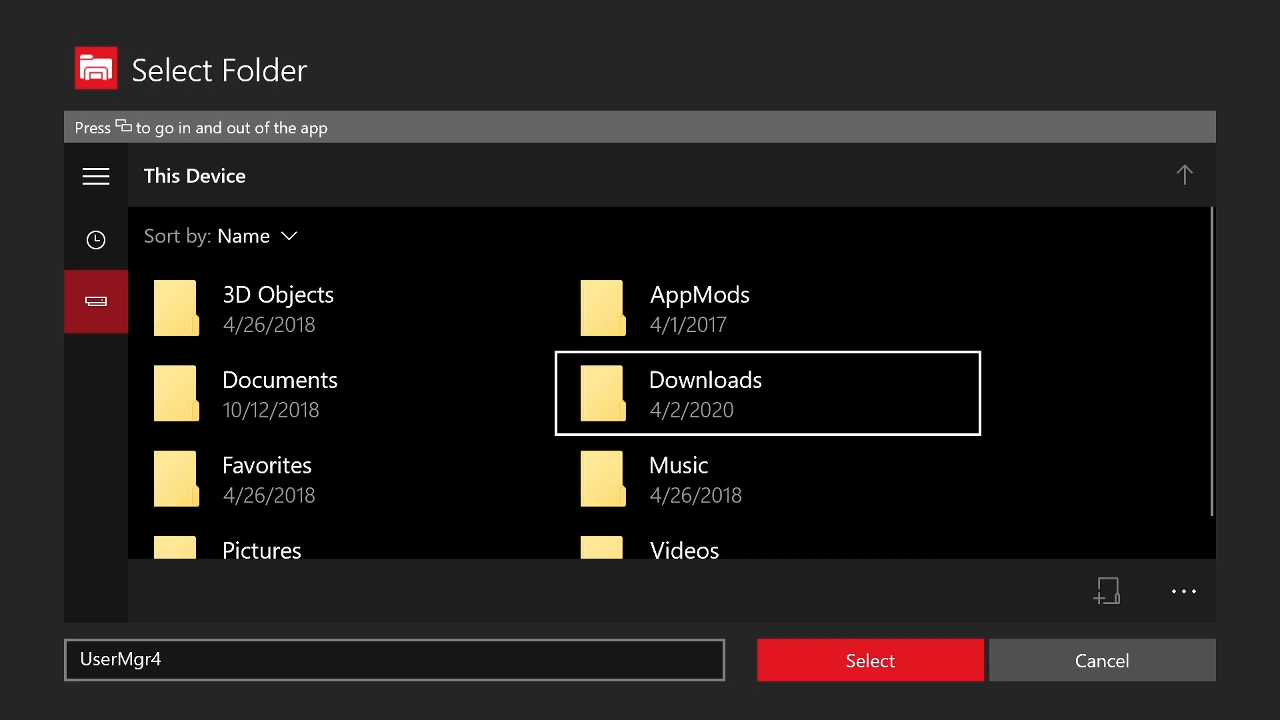 Select Folder
Press to go in and out of the app
This Device
Sort by: Name
3D Objects
4/26/2018
AppMods
4/1/2017
Documents
10/12/2018
Downloads
4/2/2020
Favorites
4/26/2018
Music
4/26/2018
Pictures
Videos
UserMgr4
Select
Cancel